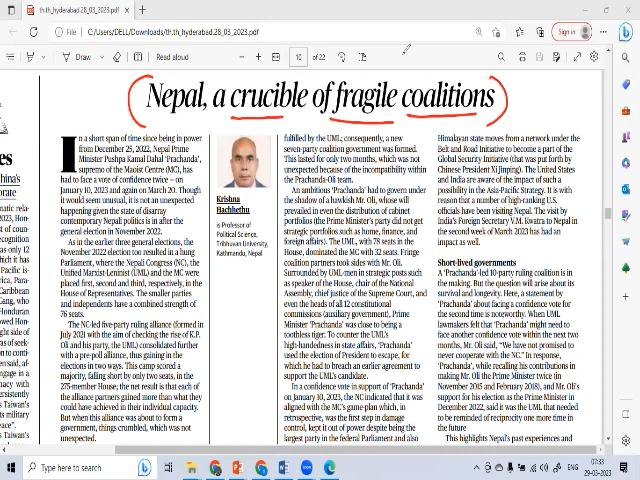 th.th_hyderabad.28_03_2023.pdf
File
C:/Users/DELL/Downloads/th.th_hyderabad.28_03_2023.pdf
Sign in
Draw
Read aloud
10
of 22
Nepal, a crucible of fragile coalitions
es
China's
orate
In a short span of time since being in power
from December 25, 2022, Nepal Prime
Minister Pushpa Kamal Dahal 'Prachanda',
supremo of the Maoist Centre (MC), has
had to face a vote of confidence twice – on
January 10, 2023 and again on March 20. Though
it would seem unusual, it is not an unexpected
happening given the state of disarray
contemporary Nepali politics is in after the
general election in November 2022.
As in the earlier three general elections, the
November 2022 election too resulted in a hung
Parliament, where the Nepali Congress (NC), the
Unified Marxist-Leninist (UML) and the MC were
placed first, second and third, respectively, in the
House of Representatives. The smaller parties
and independents have a combined strength of
76 seats.
The NC-led five-party ruling alliance (formed in
July 2021 with the aim of checking the rise of K.P.
Oli and his party, the UML) consolidated further
with a pre-poll alliance, thus gaining in the
elections in two ways. This camp scored a
majority, falling short by only two seats, in the
275-member House; the net result is that each of
the alliance partners gained more than what they
could have achieved in their individual capacity.
But when this alliance was about to form a
government, things crumbled, which was not
unexpected.
Krishna
Hachhethu
is Professor of
Political Science,
Tribhuvan University,
Kathmandu, Nepal
fulfilled by the UML; consequently, a new
seven-party coalition government was formed.
This lasted for only two months, which was not
unexpected because of the incompatibility within
the Prachanda-Oli team.
An ambitious 'Prachanda' had to govern under
the shadow of a hawkish Mr. Oli, whose will
prevailed in even the distribution of cabinet
portfolios (the Prime Minister's party did not get
strategic portfolios such as home, finance, and
foreign affairs). The UML, with 78 seats in the
House, dominated the MC with 32 seats. Fringe
coalition partners took sides with Mr. Oli.
Surrounded by UML-men in strategic posts such
as speaker of the House, chair of the National
Assembly, chief justice of the Supreme Court, and
even the heads of all 12 constitutional
commissions (auxiliary government), Prime
Minister 'Prachanda' was close to being a
toothless tiger. To counter the UML's
high-handedness in state affairs, 'Prachanda'
used the election of President to escape, for
which he had to breach an earlier agreement to
support the UML's candidate.
In a confidence vote in support of 'Prachanda'
on January 10, 2023, the NC indicated that it was
aligned with the MC's game-plan which, in
retrospective, was the first step in damage
control, kept it out of power despite being the
largest party in the federal Parliament and also
Himalayan state moves from a network under the
Belt and Road Initiative to become a part of the
Global Security Initiative (that was put forth by
Chinese President Xi Jinping). The United States
and India are aware of the impact of such a
possibility in the Asia-Pacific Strategy. It is with
reason that a number of high-ranking U.S.
officials have been visiting Nepal. The visit by
India's Foreign Secretary V.M. Kwatra to Nepal in
the second week of March 2023 has had an
impact as well.
Short-lived governments
A 'Prachanda'-led 10-party ruling coalition is in
the making. But the question will arise about its
survival and longevity. Here, a statement by
'Prachanda' about facing a confidence vote for
the second time is noteworthy. When UML
lawmakers felt that 'Prachanda' might need to
face another confidence vote within the next two
months, Mr. Oli said, "We have not promised to
never cooperate with the NC." In response,
'Prachanda', while recalling his contributions in
making Mr. Oli the Prime Minister twice (in
November 2015 and February 2018), and Mr. Oli's
support for his election as the Prime Minister in
December 2022, said it was the UML that needed
to be reminded of reciprocity one more time in
the future
This highlights Nepal's past experiences and
Type here to search
ENG
07:33
29-03-2023